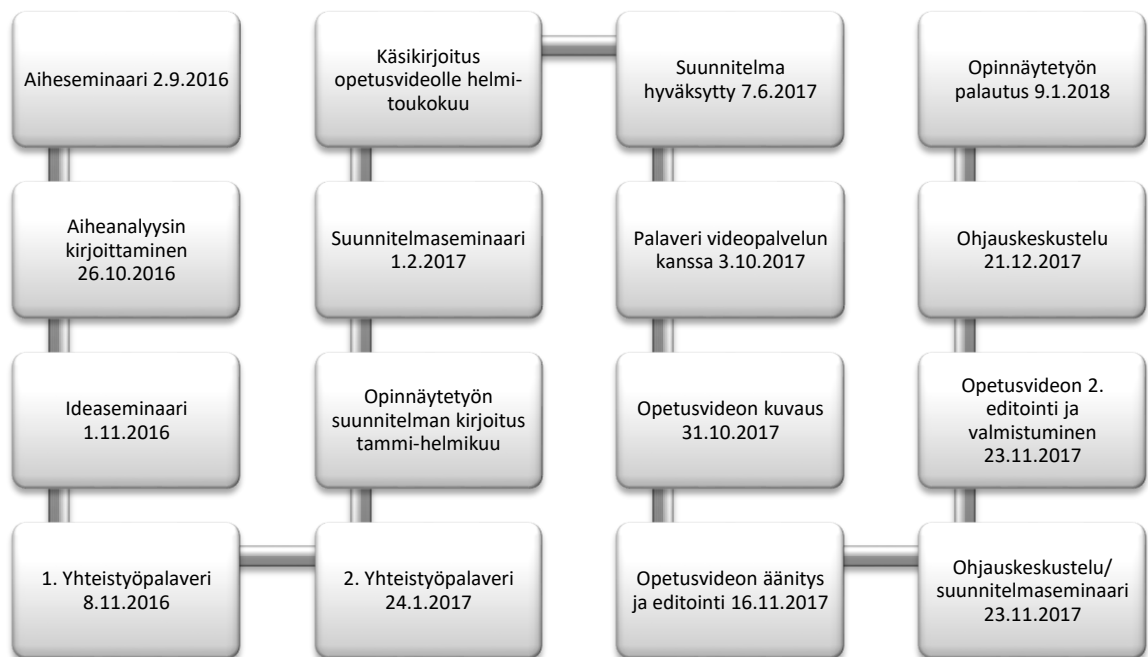 Aiheseminaari 2.9.2016
Aiheanalyysin
kirjoittaminen
26.10.2016
Ideaseminaari
1.11.2016
1. Yhteistyöpalaveri
8.11.2016
2. Yhteistyöpalaveri
24.1.2017
Opinnäytetyön
suunnitelman kirjoitus
tammi-helmikuu
Suunnitelmaseminaari
1.2.2017
Käsikirjoitus
opetusvideolle helmi-
toukokuu
Suunnitelma
hyväksytty 7.6.2017
Palaveri videopalvelun
kanssa 3.10.2017
Opetusvideon kuvaus
31.10.2017
Opetusvideon äänitys
ja editointi 16.11.2017
Ohjauskeskustelu/
suunnitelmaseminaari
23.11.2017
Opetusvideon 2.
editointi ja
valmistuminen
23.11.2017
Ohjauskeskustelu
21.12.2017
Opinnäytetyön
palautus 9.1.2018